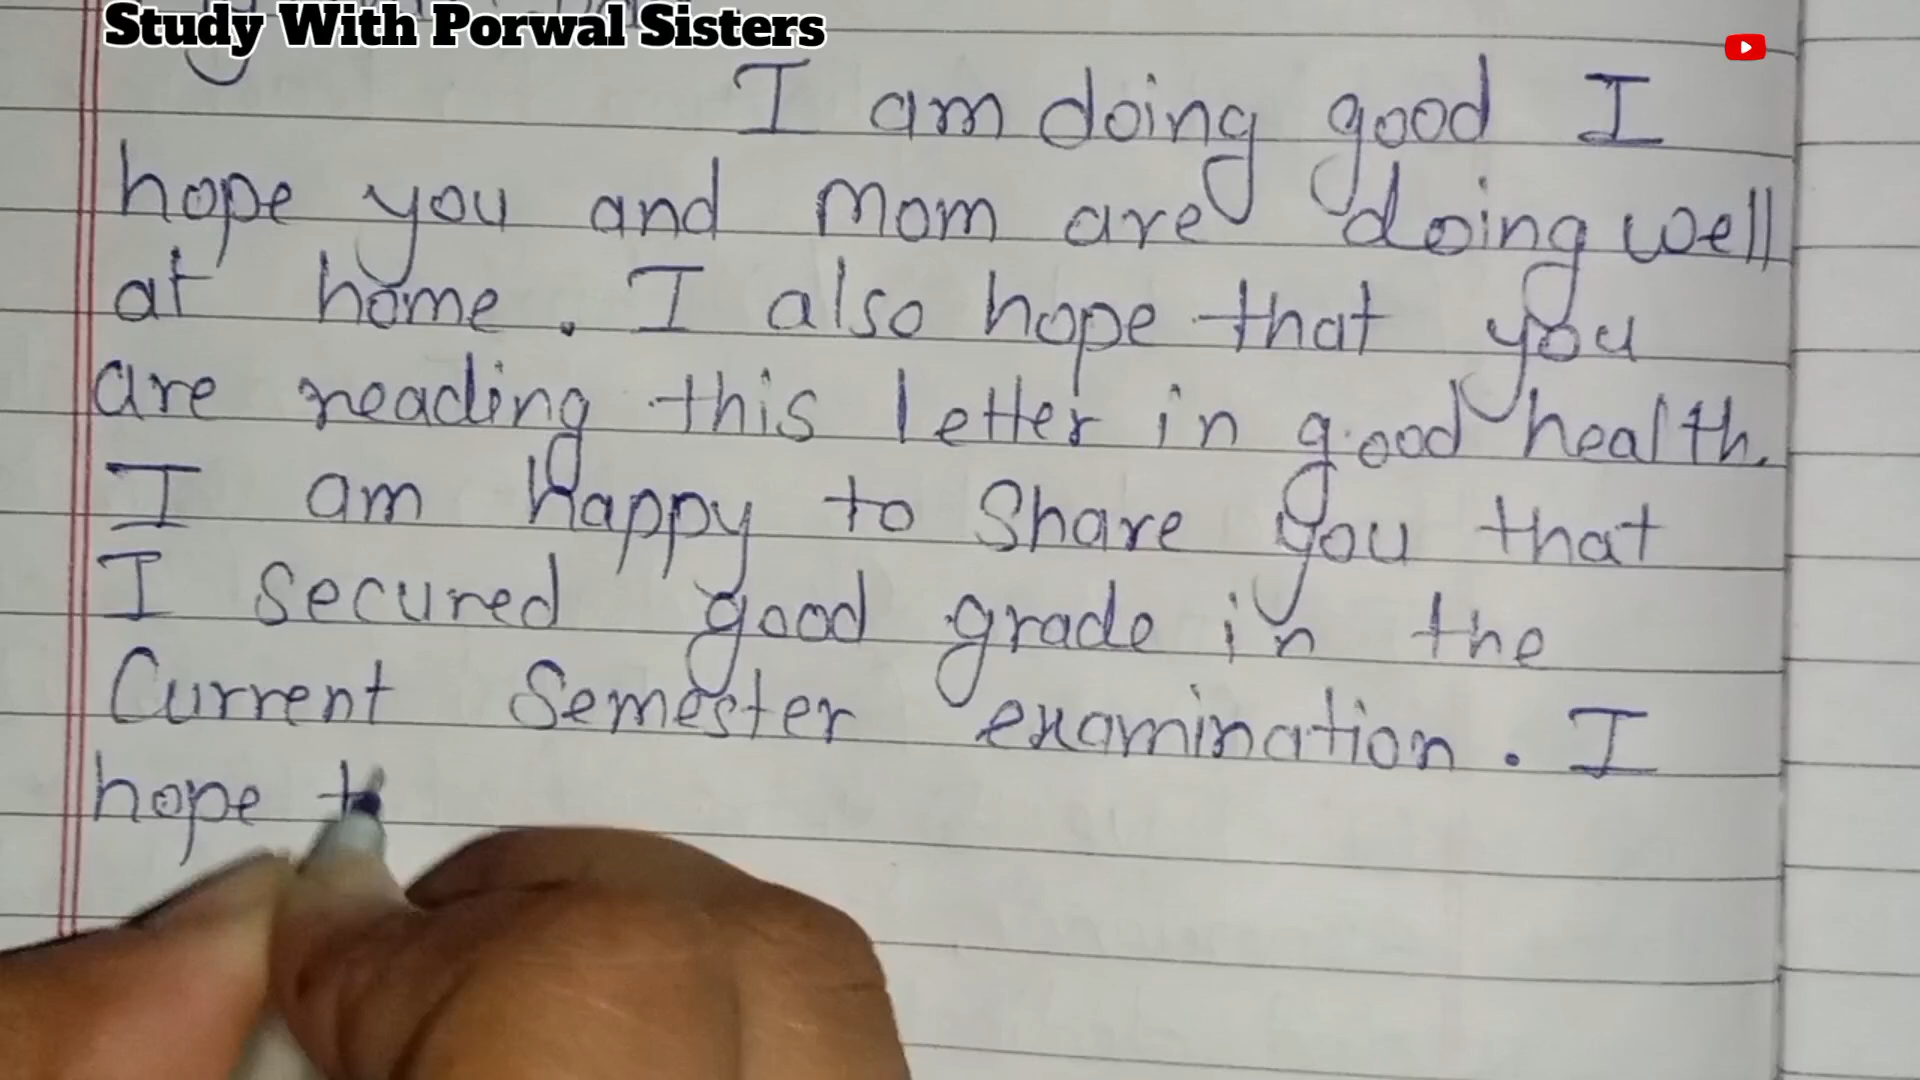 Study With Porwal Sisters
I am doing good I
hope you and mom are doing well
at home. I also hope that you
are reading this letter in good health.
I am happy to Share you that
I secured good grade in the
Current Semester examination. I
hope